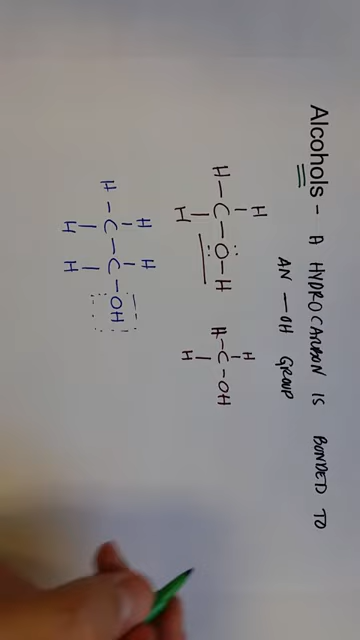 Alcohols - A HYDROCARBON IS BONDED TO
AN -OH GROUP
H H
H-C-O-H H-C-OH
H H
H H
H-C-C-OH
H H